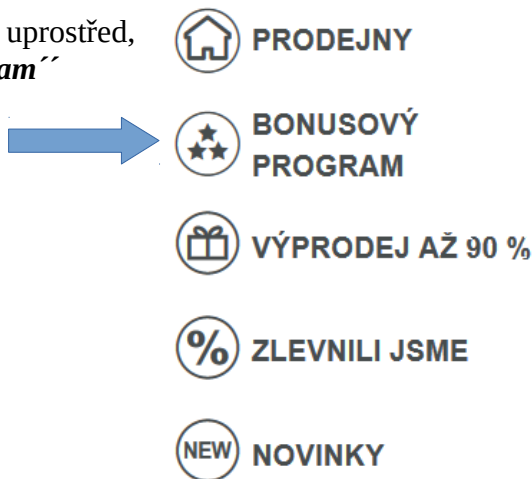 uprostřed,
am´´
PRODEJNY
BONUSOVÝ
PROGRAM
VÝPRODEJ AŽ 90 %
% ZLEVNILI JSME
NEW NOVINKY